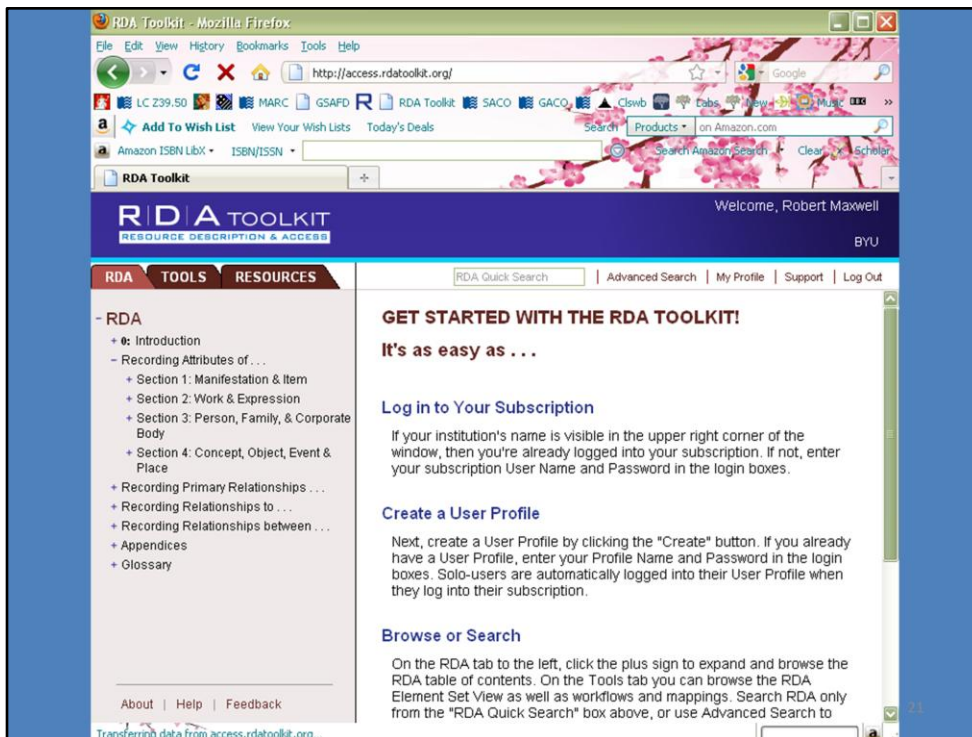 RDA Toolkit - Mozilla Firefox
File Edit View History Bookmarks Tools Help
http://access.rdatoolkit.org/
Google
LC Z39.50 MARC GSAFD RDA Toolkit SACO GACO Clswb Labs New Music »
Add To Wish List View Your Wish Lists Today's Deals Search Products on Amazon.com
Amazon ISBN LibX ISBN/ISSN Search Amazon Search Clear Scholar
RDA Toolkit
R|D|A TOOLKIT
RESOURCE DESCRIPTION & ACCESS
Welcome, Robert Maxwell
BYU
RDA TOOLS RESOURCES
RDA Quick Search | Advanced Search | My Profile | Support | Log Out
- RDA
+ 0: Introduction
- Recording Attributes of . . .
+ Section 1: Manifestation & Item
+ Section 2: Work & Expression
+ Section 3: Person, Family, & Corporate
Body
+ Section 4: Concept, Object, Event &
Place
+ Recording Primary Relationships . . .
+ Recording Relationships to . . .
+ Recording Relationships between . . .
+ Appendices
+ Glossary
About | Help | Feedback
GET STARTED WITH THE RDA TOOLKIT!
It's as easy as . . .
Log in to Your Subscription
If your institution's name is visible in the upper right corner of the
window, then you're already logged into your subscription. If not, enter
your subscription User Name and Password in the login boxes.
Create a User Profile
Next, create a User Profile by clicking the "Create" button. If you already
have a User Profile, enter your Profile Name and Password in the login
boxes. Solo-users are automatically logged into their User Profile when
they log into their subscription.
Browse or Search
On the RDA tab to the left, click the plus sign to expand and browse the
RDA table of contents. On the Tools tab you can browse the RDA
Element Set View as well as workflows and mappings. Search RDA only
from the "RDA Quick Search" box above, or use Advanced Search to
Transferring data from access.rdatoolkit.org...
21